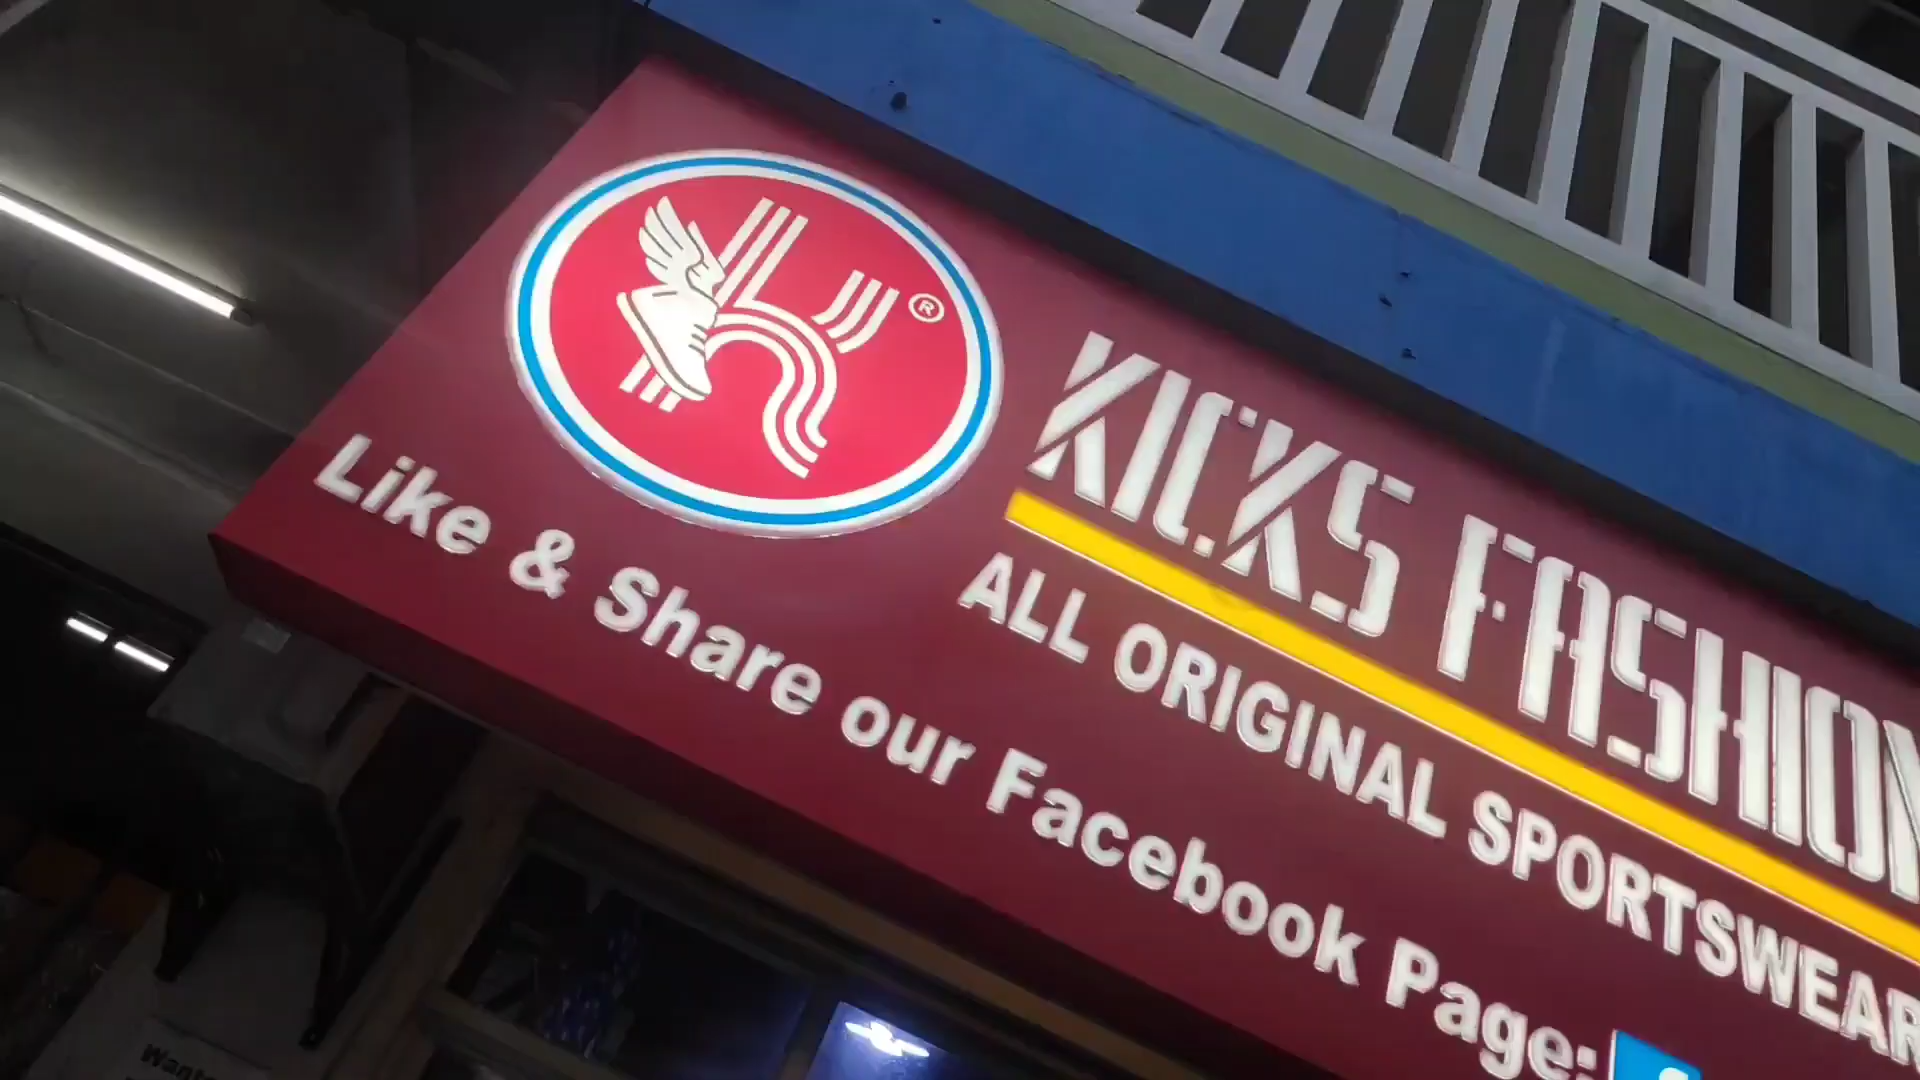 ®
KICKS FASHION
ALL ORIGINAL SPORTSWEAR
Like & Share our Facebook Page: